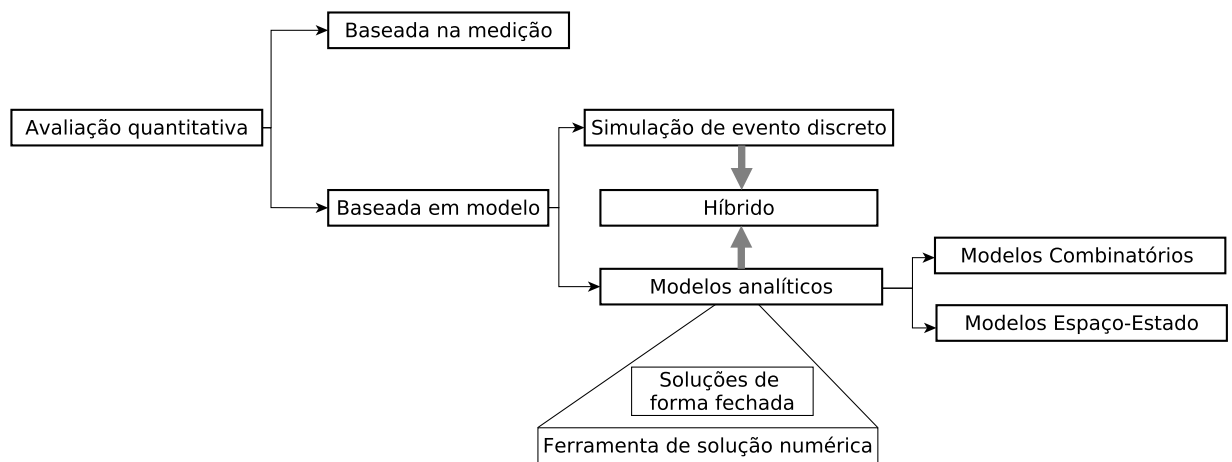 Baseada na medição
Avaliação quantitativa
Simulação de evento discreto
Baseada em modelo
Híbrido
Modelos Combinatórios
Modelos analíticos
Modelos Espaço-Estado
Soluções de
forma fechada
Ferramenta de solução numérica